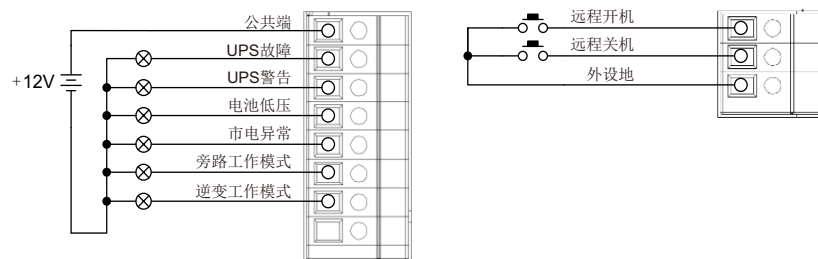 公共端
UPS故障
+12V
UPS警告
电池低压
市电异常
旁路工作模式
逆变工作模式
远程开机
远程关机
外设地